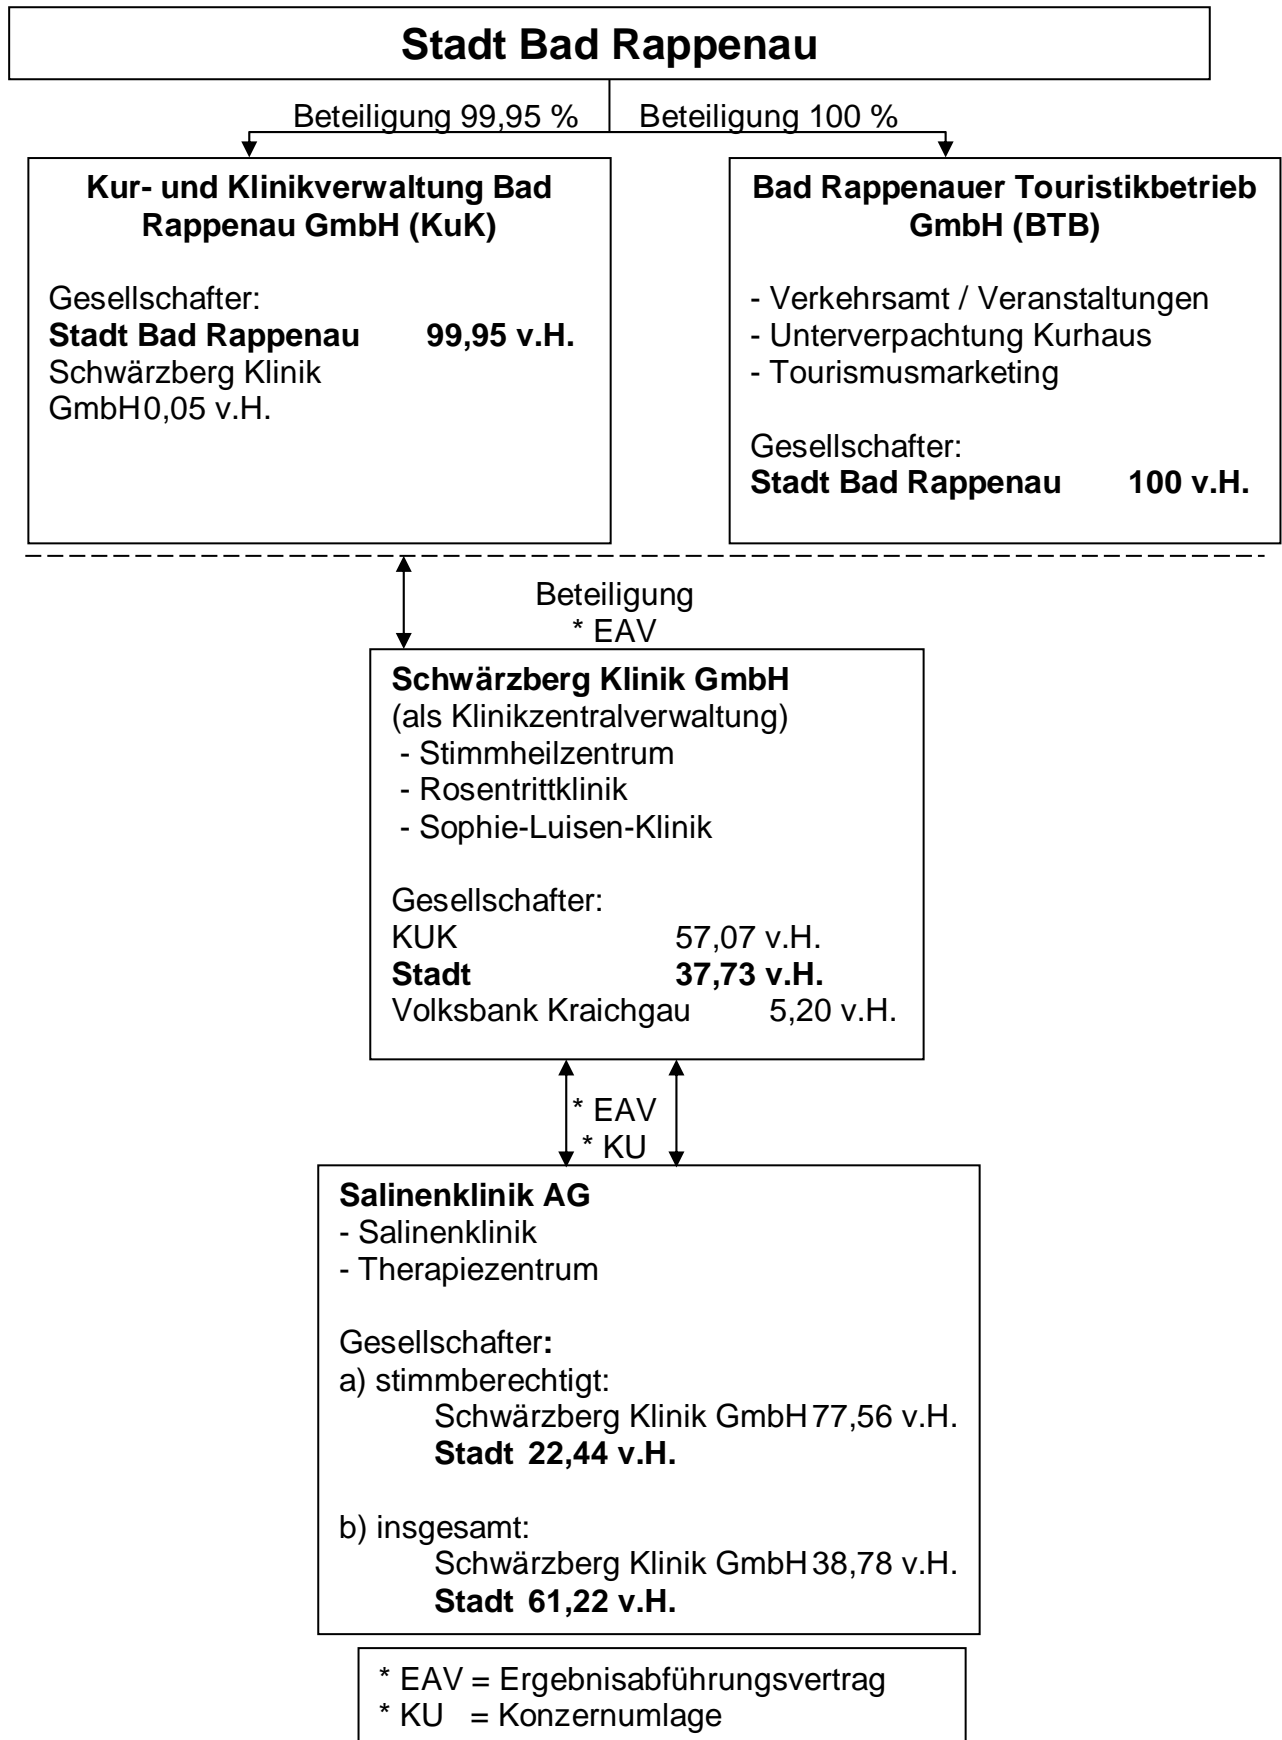 Stadt Bad Rappenau
Beteiligung 99,95 %
Beteiligung 100 %
Kur- und Klinikverwaltung Bad
Rappenau GmbH (KuK)
Gesellschafter:
Stadt Bad Rappenau 99,95 v.H.
Schwärzberg Klinik
GmbH 0,05 v.H.
Bad Rappenauer Touristikbetrieb
GmbH (BTB)
- Verkehrsamt / Veranstaltungen
- Unterverpachtung Kurhaus
- Tourismusmarketing
Gesellschafter:
Stadt Bad Rappenau 100 v.H.
Beteiligung
* EAV
Schwärzberg Klinik GmbH
(als Klinikzentralverwaltung)
- Stimmheilzentrum
- Rosentrittklinik
- Sophie-Luisen-Klinik
Gesellschafter:
KUK 57,07 v.H.
Stadt 37,73 v.H.
Volksbank Kraichgau 5,20 v.H.
* EAV
* KU
Salinenklinik AG
- Salinenklinik
- Therapiezentrum
Gesellschafter:
a) stimmberechtigt:
Schwärzberg Klinik GmbH 77,56 v.H.
Stadt 22,44 v.H.
b) insgesamt:
Schwärzberg Klinik GmbH 38,78 v.H.
Stadt 61,22 v.H.
* EAV = Ergebnisabführungsvertrag
* KU = Konzernumlage